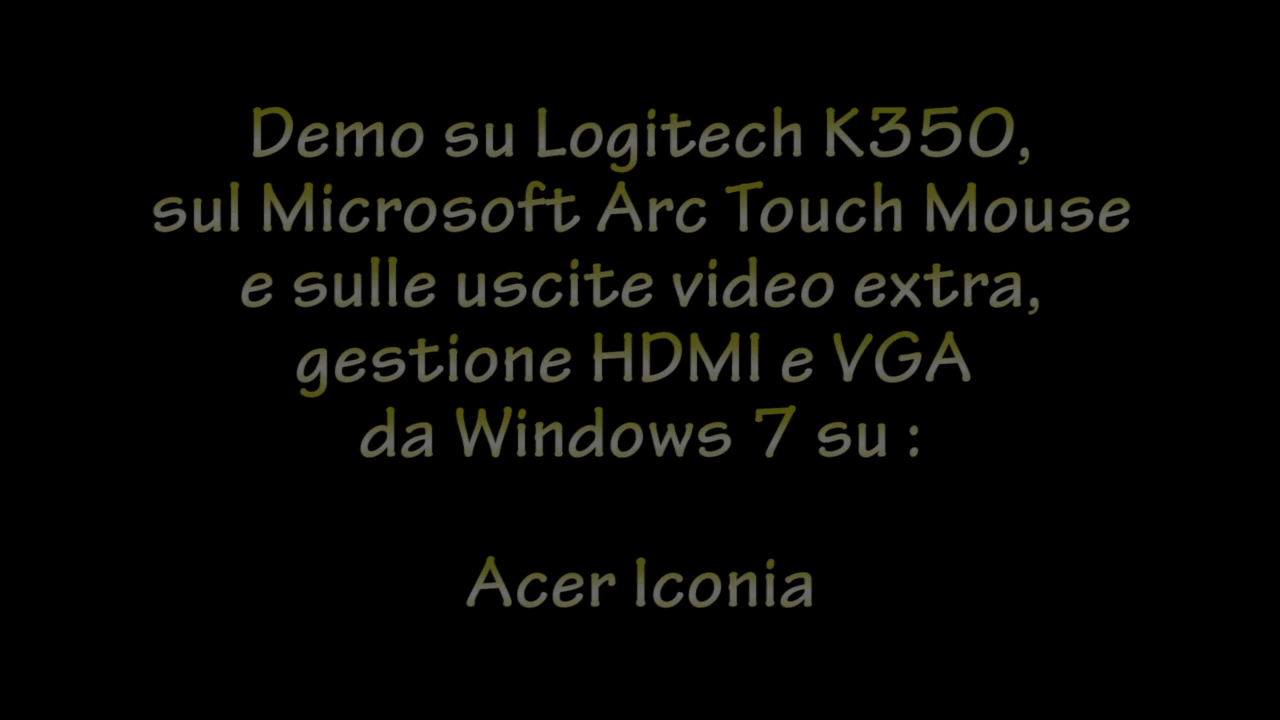 Demo su Logitech K350,
sul Microsoft Arc Touch Mouse
e sulle uscite video extra,
gestione HDMI e VGA
da Windows 7 su :
Acer Iconia